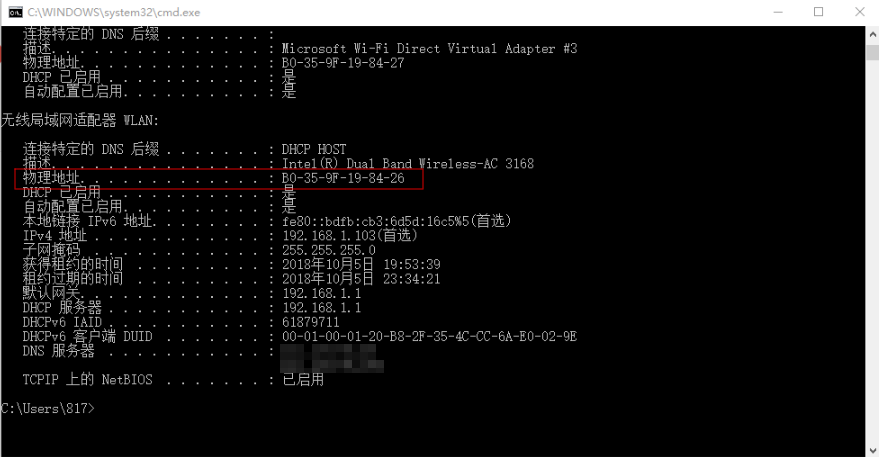 C:\WINDOWS\system32\cmd.exe
连接特定的 DNS 后缀 . . . . . . . :
描述. . . . . . . . . . . . . . . : Microsoft Wi-Fi Direct Virtual Adapter #3
物理地址. . . . . . . . . . . . . : B0-35-9F-19-84-27
DHCP 已启用 . . . . . . . . . . . : 是
自动配置已启用. . . . . . . . . . : 是
无线局域网适配器 WLAN:
连接特定的 DNS 后缀 . . . . . . . : DHCP HOST
描述. . . . . . . . . . . . . . . : Intel(R) Dual Band Wireless-AC 3168
物理地址. . . . . . . . . . . . . : B0-35-9F-19-84-26
DHCP 已启用 . . . . . . . . . . . : 是
自动配置已启用. . . . . . . . . . : 是
本地链接 IPv6 地址. . . . . . . . : fe80::bdfb:cb3:6d5d:16c5%5(首选)
IPv4 地址 . . . . . . . . . . . . : 192.168.1.103(首选)
子网掩码  . . . . . . . . . . . . : 255.255.255.0
获得租约的时间  . . . . . . . . . : 2018年10月5日 19:53:39
租约过期的时间  . . . . . . . . . : 2018年10月5日 23:34:21
默认网关. . . . . . . . . . . . . : 192.168.1.1
DHCP 服务器 . . . . . . . . . . . : 192.168.1.1
DHCPv6 IAID . . . . . . . . . . . : 61879711
DHCPv6 客户端 DUID  . . . . . . . : 00-01-00-01-20-B8-2F-35-4C-CC-6A-E0-02-9E
DNS 服务器  . . . . . . . . . . . :
TCPIP 上的 NetBIOS  . . . . . . . : 已启用
C:\Users\817>